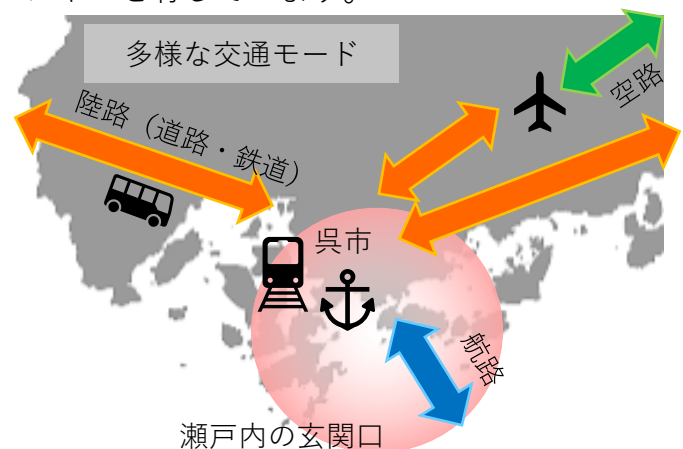 多様な交通モード
空路
陸路（道路・鉄道）
呉市
航路
瀬戸内の玄関口